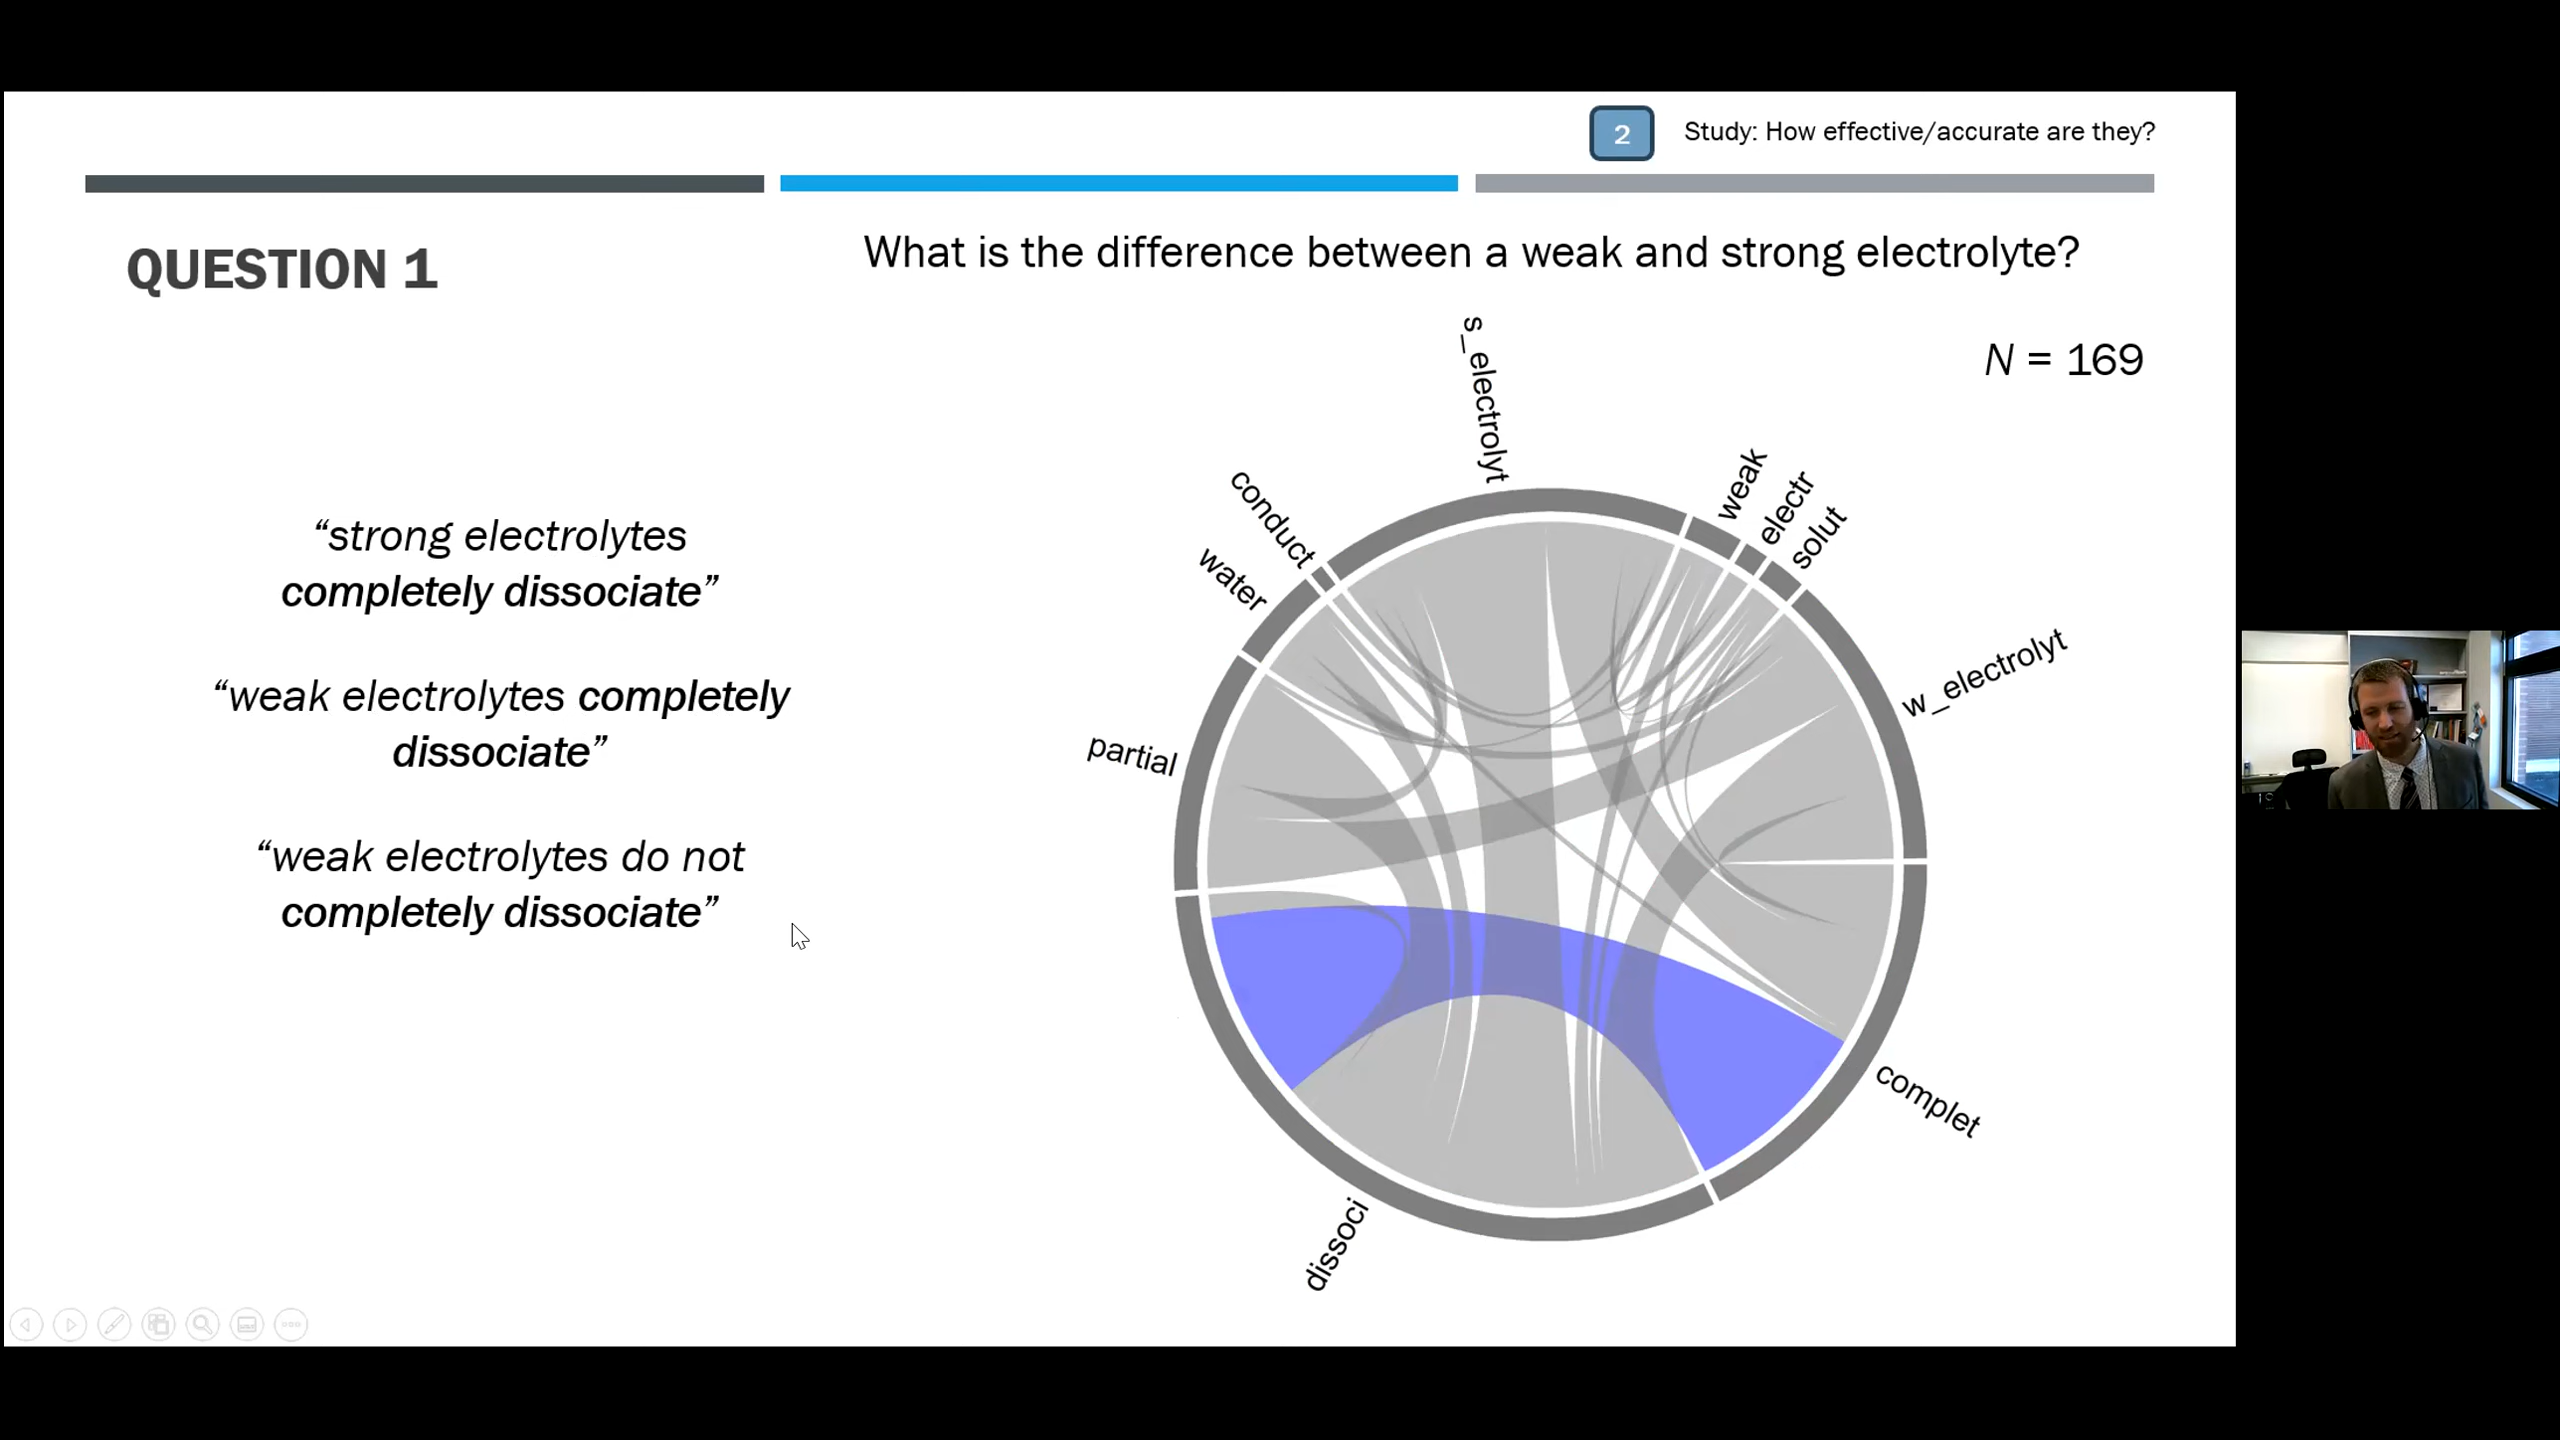 2
Study: How effective/accurate are they?
QUESTION 1
What is the difference between a weak and strong electrolyte?
N = 169
“strong electrolytes
completely dissociate”
“weak electrolytes completely
dissociate”
“weak electrolytes do not
completely dissociate”
s_electrolyt
weak
electr
solut
w_electrolyt
complet
dissoci
partial
water
conduct